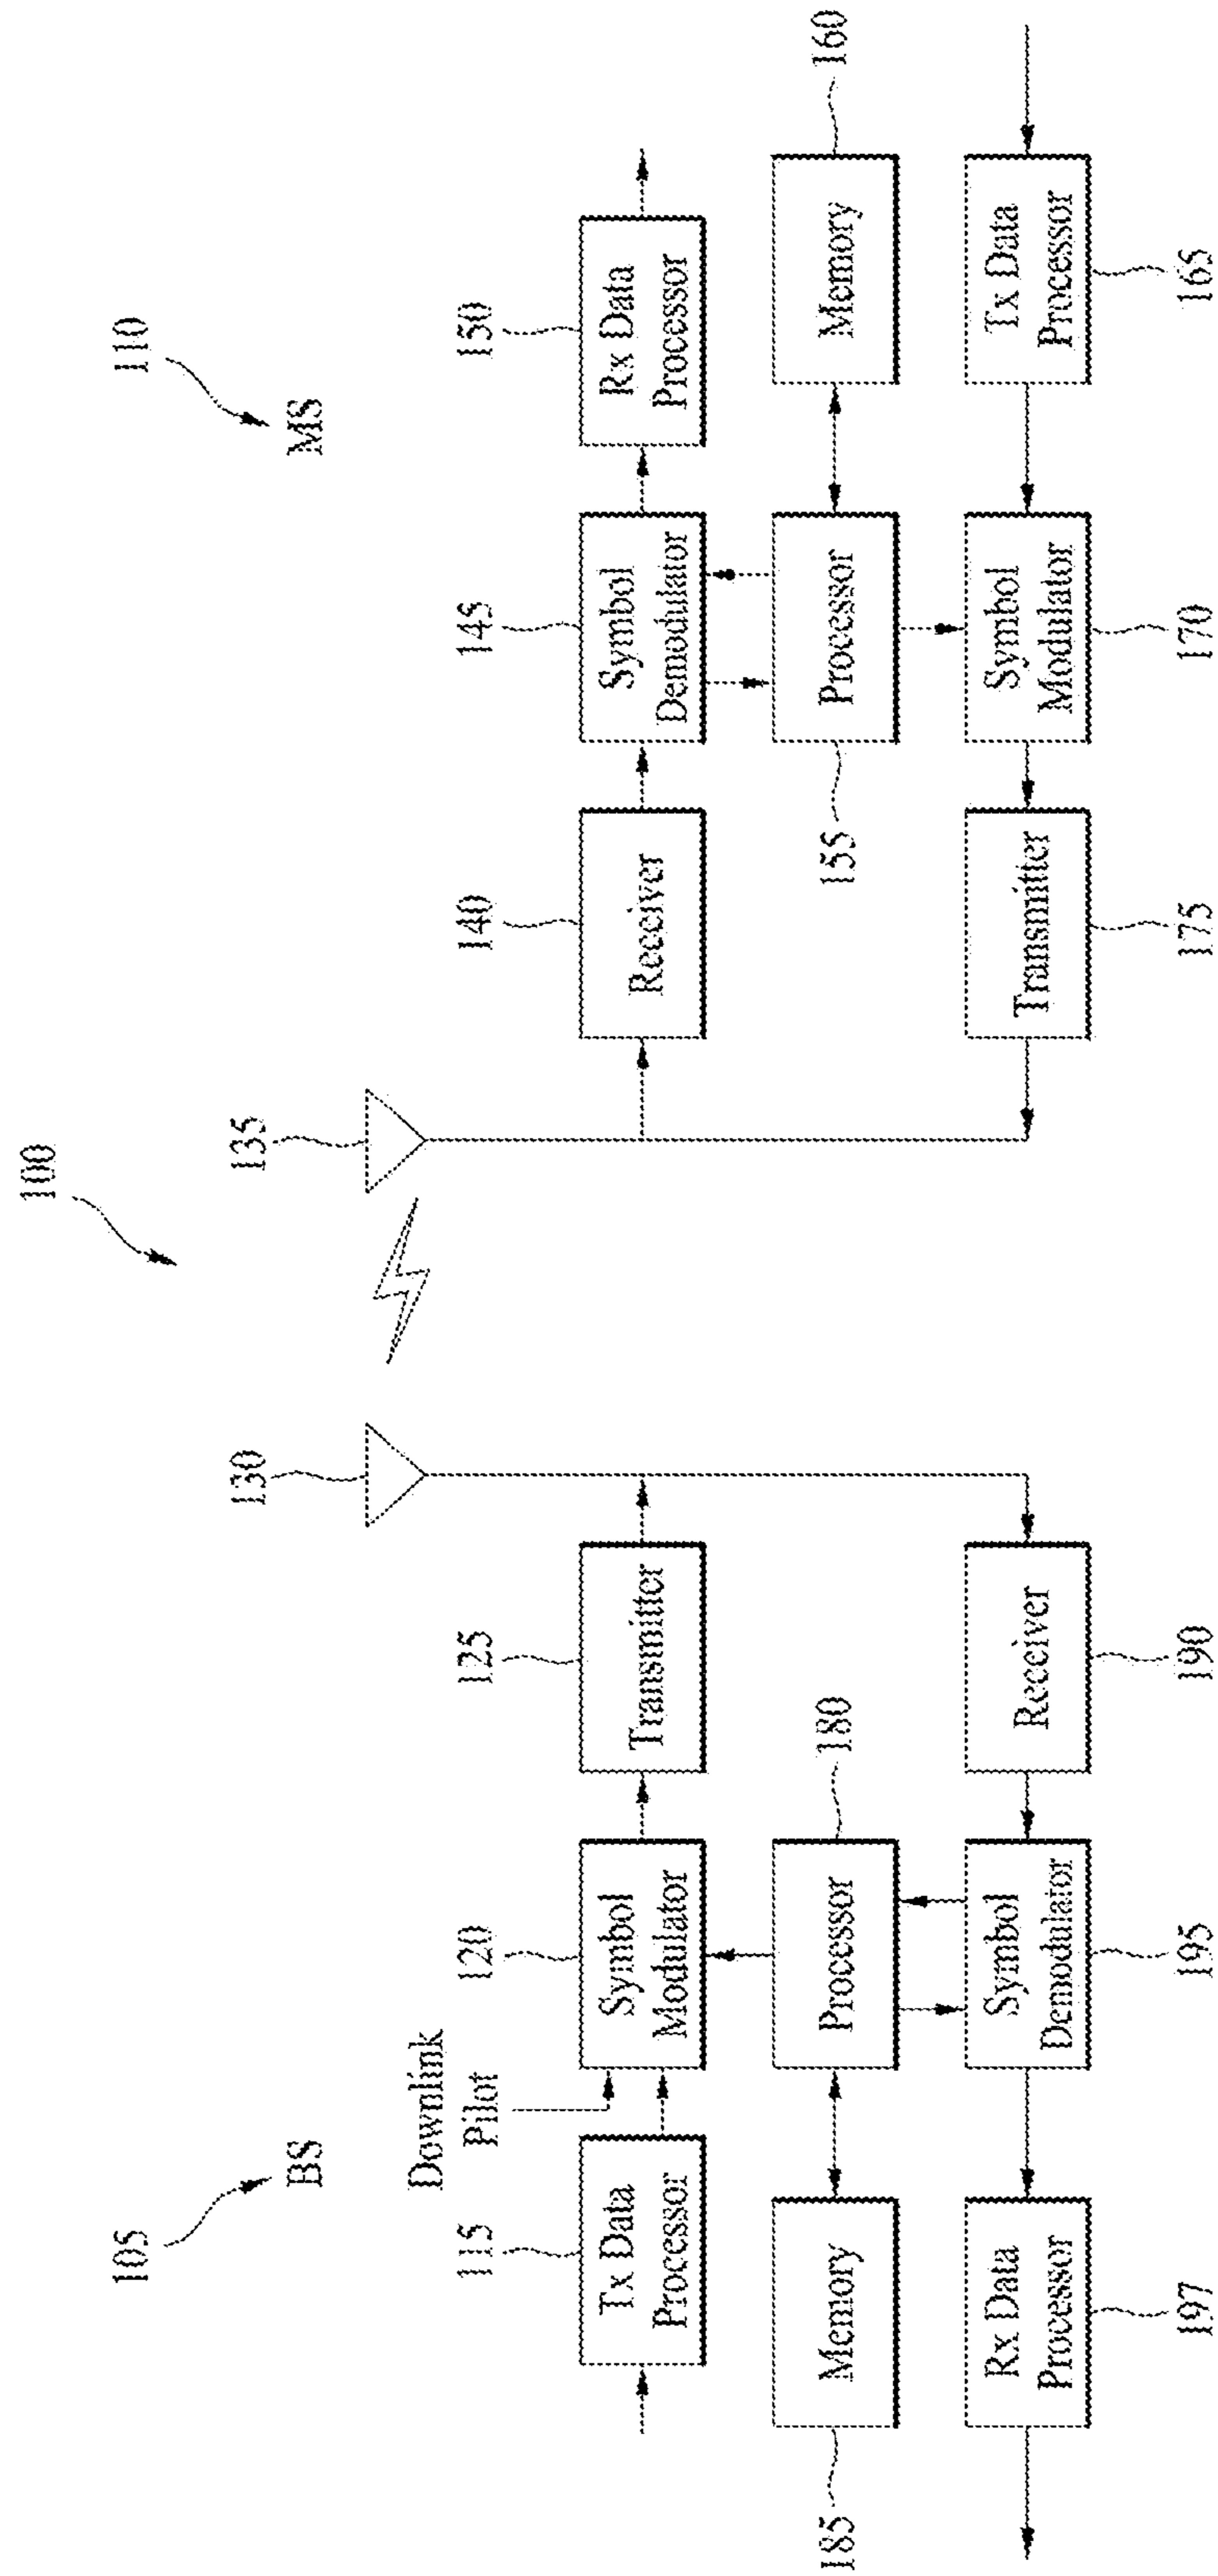 100
105
BS
110
MS
130
135
Downlink
Pilot
115
Tx Data
Processor
120
Symbol
Modulator
125
Transmitter
140
Receiver
145
Symbol
Demodulator
150
Rx Data
Processor
185
Memory
180
Processor
155
Processor
160
Memory
197
Rx Data
Processor
195
Symbol
Demodulator
190
Receiver
175
Transmitter
170
Symbol
Modulator
165
Tx Data
Processor